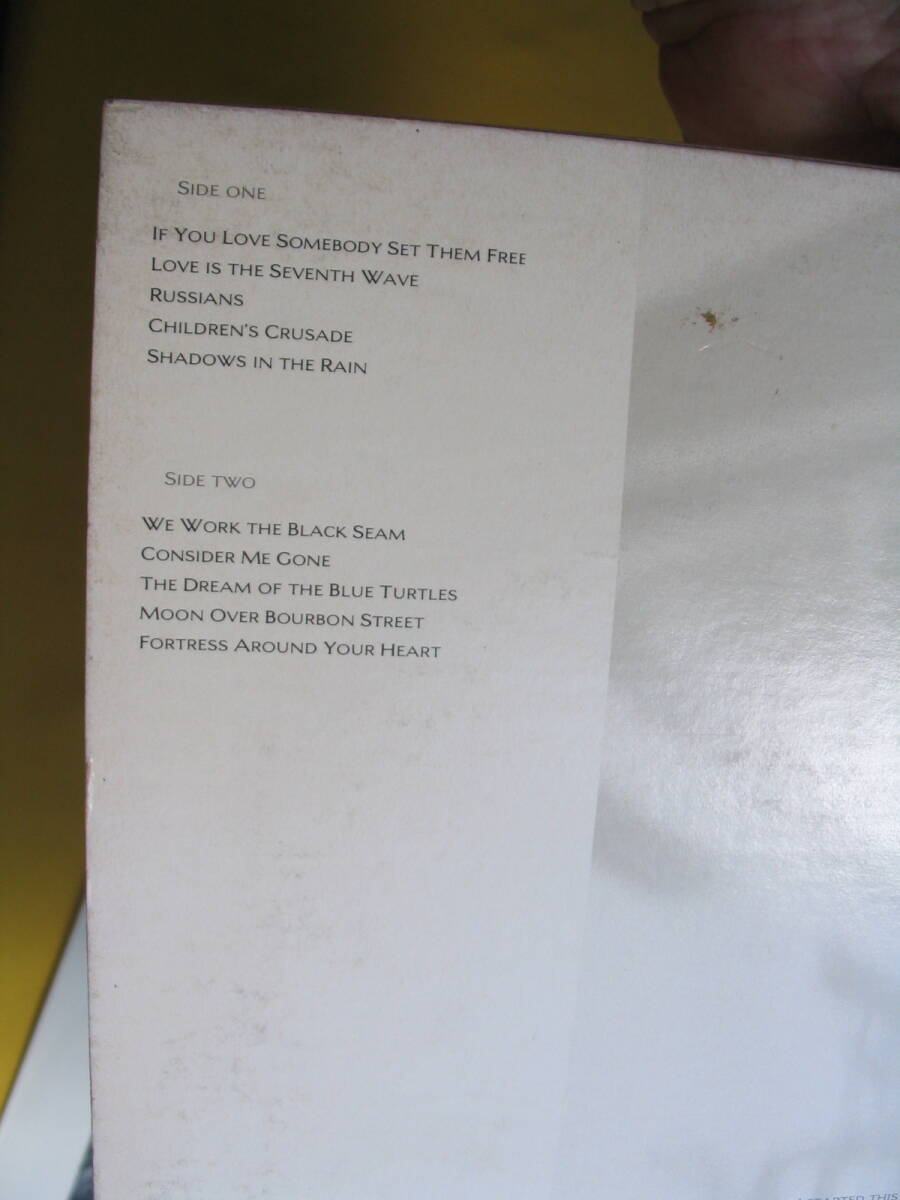 SIDE ONE
IF YOU LOVE SOMEBODY SET THEM FREE
LOVE IS THE SEVENTH WAVE
RUSSIANS
CHILDREN'S CRUSADE
SHADOWS IN THE RAIN
SIDE TWO
WE WORK THE BLACK SEAM
CONSIDER ME GONE
THE DREAM OF THE BLUE TURTLES
MOON OVER BOURBON STREET
FORTRESS AROUND YOUR HEART
THIS